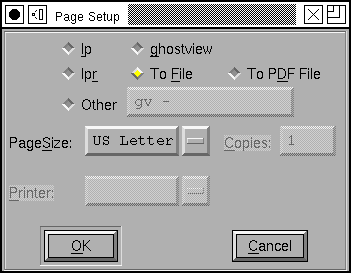 Page Setup
lp ghostview
lpr To File To PDF File
Other gv -
PageSize: US Letter Copies: 1
Printer:
OK Cancel